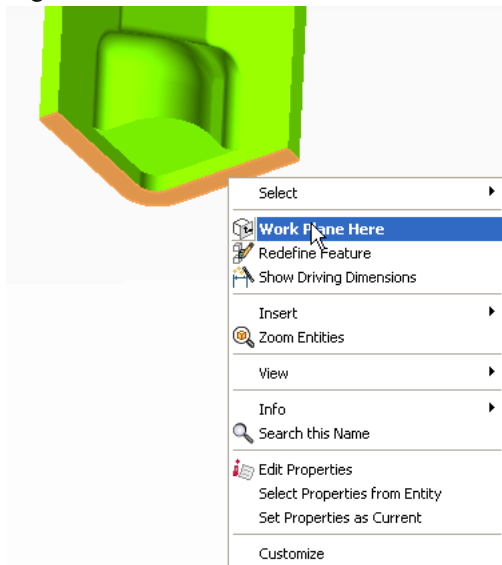 Select
Work Plane Here
Redefine Feature
Show Driving Dimensions
Insert
Zoom Entities
View
Info
Search this Name
Edit Properties
Select Properties from Entity
Set Properties as Current
Customize